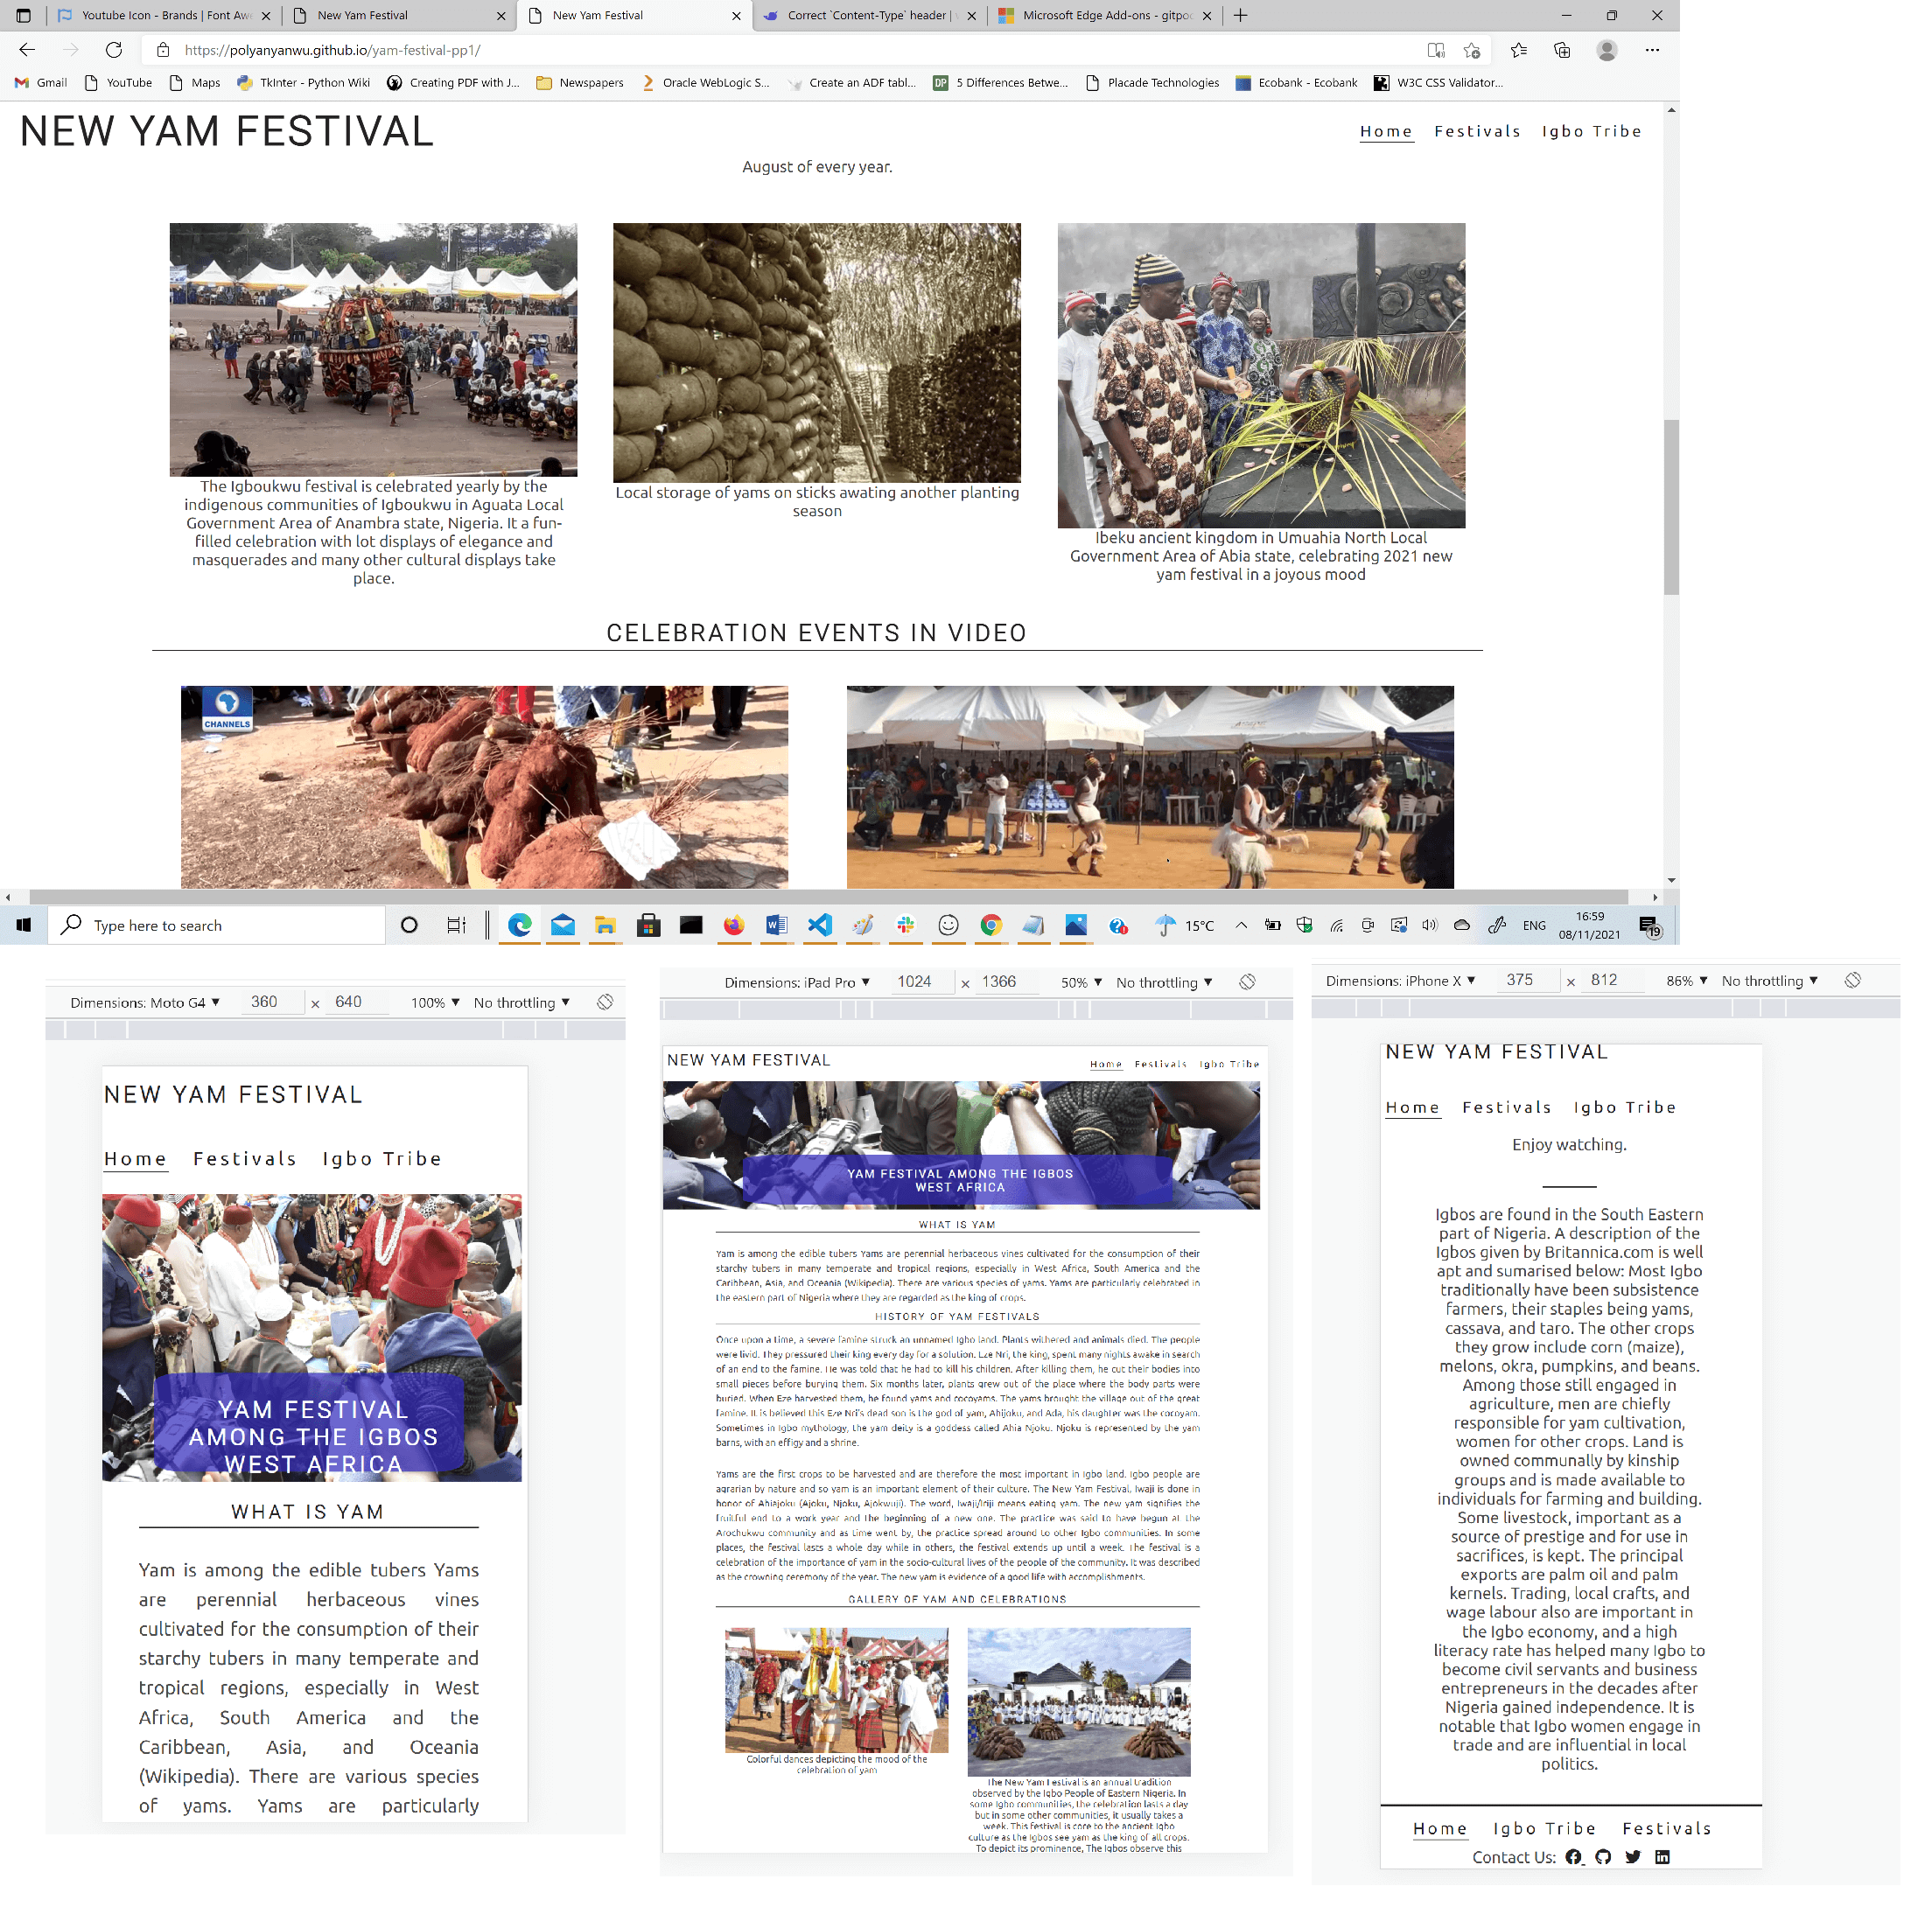 Youtube Icon - Brands | Font Aw
New Yam Festival
New Yam Festival
Correct `Content-Type` header |
Microsoft Edge Add-ons - gitpoc
https://polyanyanwu.github.io/yam-festival-pp1/
Gmail
YouTube
Maps
TkInter - Python Wiki
Creating PDF with J...
Newspapers
Oracle WebLogic S...
Create an ADF tabl...
DP
5 Differences Betwe...
Placade Technologies
Ecobank - Ecobank
W3C CSS Validator...
NEW YAM FESTIVAL
Home Festivals Igbo Tribe
August of every year.
The Igboukwu festival is celebrated yearly by the
indigenous communities of Igboukwu in Aguata Local
Government Area of Anambra state, Nigeria. It a fun-
filled celebration with lot displays of elegance and
masquerades and many other cultural displays take
place.
Local storage of yams on sticks awating another planting
season
Ibeku ancient kingdom in Umuahia North Local
Government Area of Abia state, celebrating 2021 new
yam festival in a joyous mood
CELEBRATION EVENTS IN VIDEO
CHANNELS
Type here to search
15°C
ENG
16:59
08/11/2021
19
Dimensions: Moto G4 ▼ 360 x 640 100% ▼ No throttling ▼
NEW YAM FESTIVAL
Home Festivals Igbo Tribe
YAM FESTIVAL
AMONG THE IGBOS
WEST AFRICA
WHAT IS YAM
Yam is among the edible tubers Yams
are perennial herbaceous vines
cultivated for the consumption of their
starchy tubers in many temperate and
tropical regions, especially in West
Africa, South America and the
Caribbean, Asia, and Oceania
(Wikipedia). There are various species
of yams. Yams are particularly
Dimensions: iPad Pro ▼ 1024 x 1366 50% ▼ No throttling ▼
NEW YAM FESTIVAL
Home Festivals Igbo Tribe
YAM FESTIVAL AMONG THE IGBOS
WEST AFRICA
WHAT IS YAM
Yam is among the edible tubers Yams are perennial herbaceous vines cultivated for the consumption of their
starchy tubers in many temperate and tropical regions, especially in West Africa, South America and the
Caribbean, Asia, and Oceania (Wikipedia). There are various species of yams. Yams are particularly celebrated in
the eastern part of Nigeria where they are regarded as the king of crops.
HISTORY OF YAM FESTIVALS
Once upon a time, a severe famine struck an unnamed Igbo land. Plants withered and animals died. The people
were livid. They pressured their king every day for a solution. Eze Nri, the king, spent many nights awake in search
of an end to the famine. He was told that he had to kill his children. After killing them, he cut their bodies into
small pieces before burying them. Six months later, plants grew out of the place where the body parts were
buried. When Eze harvested them, he found yams and cocoyams. The yams brought the village out of the great
famine. It is believed this Eze Nri's dead son is the god of yam, Ahijoku, and Ada, his daughter was the cocoyam.
Sometimes in Igbo mythology, the yam deity is a goddess called Ahia Njoku. Njoku is represented by the yam
barns, with an effigy and a shrine.
Yams are the first crops to be harvested and are therefore the most important in Igbo land. Igbo people are
agrarian by nature and so yam is an important element of their culture. The New Yam Festival, Iwaji is done in
honor of Ahiajoku (Ajoku, Njoku, Ajokwuji). The word, Iwaji/Iriji means eating yam. The new yam signifies the
fruitful end to a work year and the beginning of a new one. The practice was said to have begun at the
Arochukwu community and as time went by, the practice spread around to other Igbo communities. In some
places, the festival lasts a whole day while in others, the festival extends up until a week. The festival is a
celebration of the importance of yam in the socio-cultural lives of the people of the community. It was described
as the crowning ceremony of the year. The new yam is evidence of a good life with accomplishments.
GALLERY OF YAM AND CELEBRATIONS
Colorful dances depicting the mood of the
celebration of yam
The New Yam Festival is an annual tradition
observed by the Igbo People of Eastern Nigeria. In
some Igbo communities, the celebration lasts a day
but in some other communities, it usually takes a
week. This festival is core to the ancient Igbo
culture as the Igbos see yam as the king of all crops.
To depict its prominence, The Igbos observe this
Dimensions: iPhone X ▼ 375 x 812 86% ▼ No throttling ▼
NEW YAM FESTIVAL
Home Festivals Igbo Tribe
Enjoy watching.
Igbos are found in the South Eastern
part of Nigeria. A description of the
Igbos given by Britannica.com is well
apt and sumarised below: Most Igbo
traditionally have been subsistence
farmers, their staples being yams,
cassava, and taro. The other crops
they grow include corn (maize),
melons, okra, pumpkins, and beans.
Among those still engaged in
agriculture, men are chiefly
responsible for yam cultivation,
women for other crops. Land is
owned communally by kinship
groups and is made available to
individuals for farming and building.
Some livestock, important as a
source of prestige and for use in
sacrifices, is kept. The principal
exports are palm oil and palm
kernels. Trading, local crafts, and
wage labour also are important in
the Igbo economy, and a high
literacy rate has helped many Igbo to
become civil servants and business
entrepreneurs in the decades after
Nigeria gained independence. It is
notable that Igbo women engage in
trade and are influential in local
politics.
Home Igbo Tribe Festivals
Contact Us: